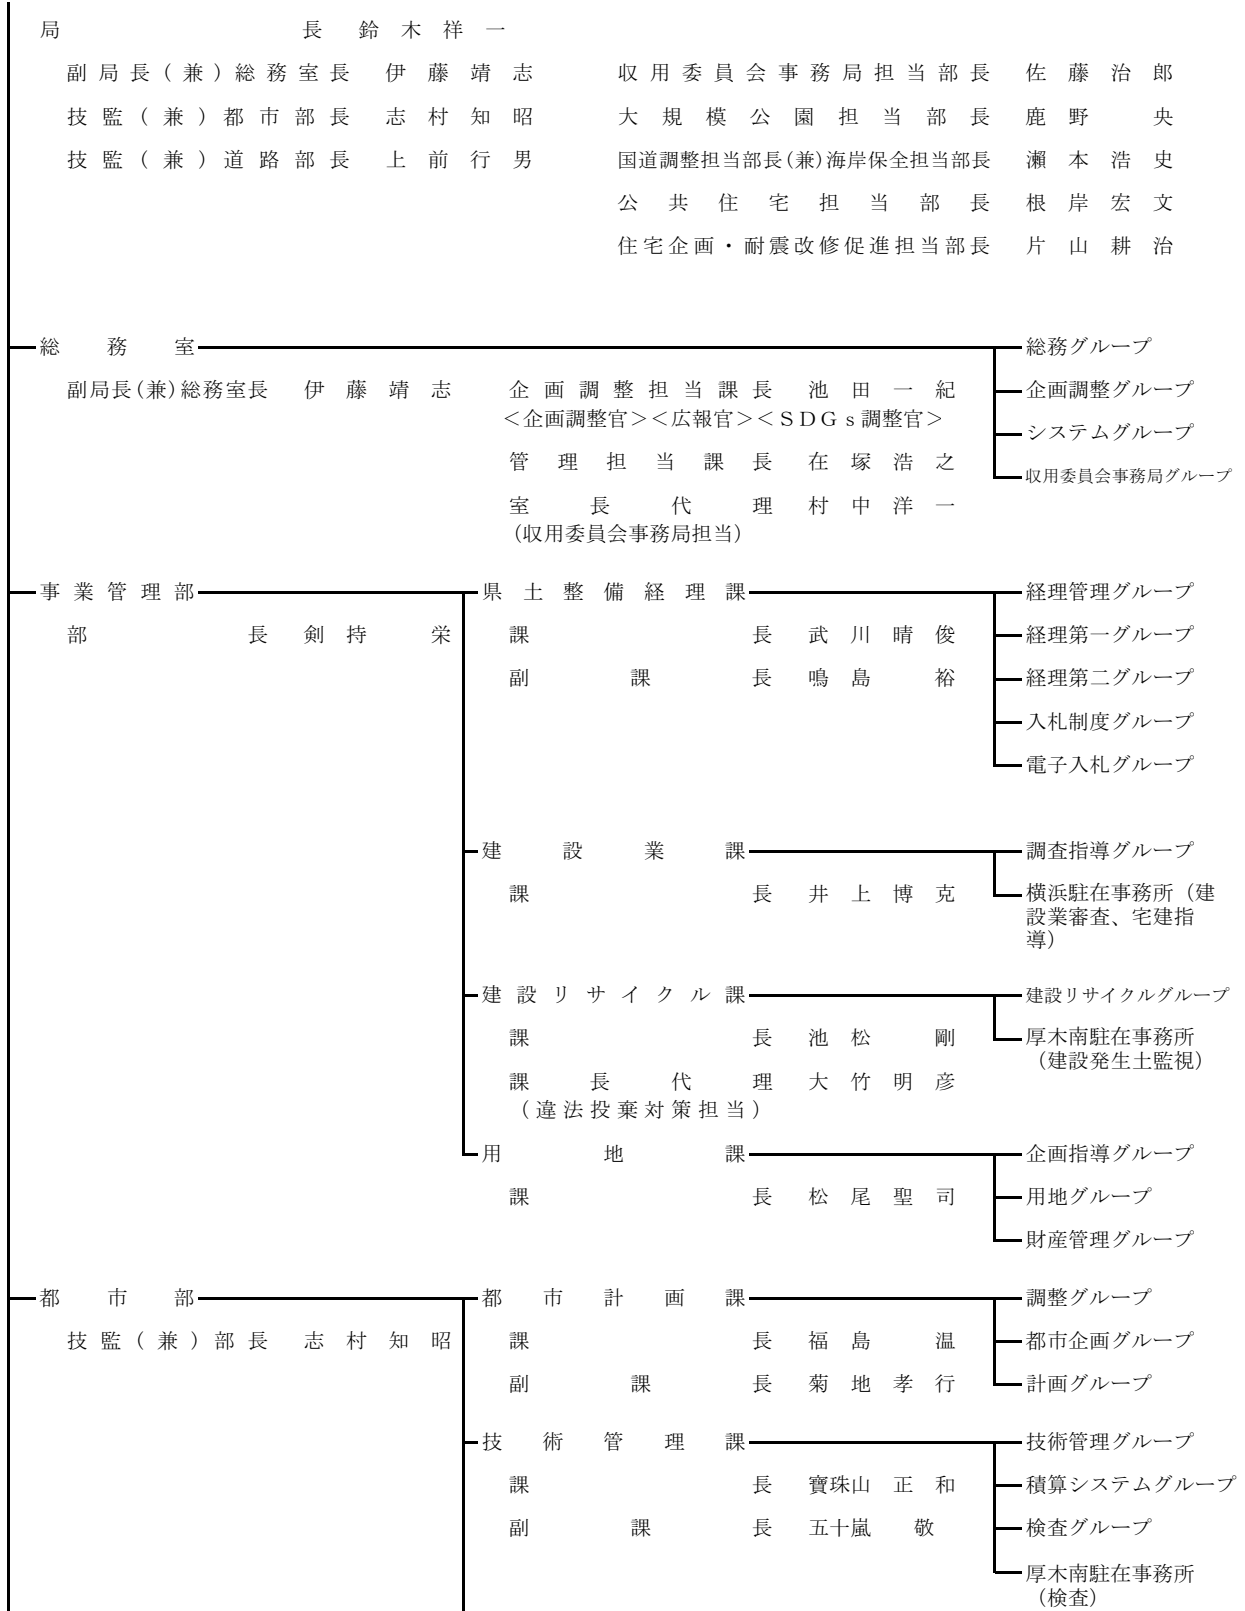 局長 鈴木祥一
副局長(兼)総務室長 伊藤靖志 収用委員会事務局担当部長 佐藤治郎
技監(兼)都市部長 志村知昭 大規模公園担当部長 鹿野央
技監(兼)道路部長 上前行男 国道調整担当部長(兼)海岸保全担当部長 瀬本浩史
公共住宅担当部長 根岸宏文
住宅企画・耐震改修促進担当部長 片山耕治
総務室 総務グループ
副局長(兼)総務室長 伊藤靖志 企画調整担当課長 池田一紀 企画調整グループ
<企画調整官><広報官><SDGs調整官>
システムグループ
管理担当課長 在塚浩之 収用委員会事務局グループ
室長代理 村中洋一
(収用委員会事務局担当)
事業管理部 県土整備経理課 経理管理グループ
部長 剣持栄 課長 武川晴俊 経理第一グループ
副課長 鳴島裕 経理第二グループ
入札制度グループ
電子入札グループ
建設業課 調査指導グループ
課長 井上博克 横浜駐在事務所(建
設業審査、宅建指
導)
建設リサイクル課 建設リサイクルグループ
課長 池松剛 厚木南駐在事務所
(建設発生土監視)
課長代理 大竹明彦
(違法投棄対策担当)
用地課 企画指導グループ
課長 松尾聖司 用地グループ
財産管理グループ
都市部 都市計画課 調整グループ
技監(兼)部長 志村知昭 課長 福島温 都市企画グループ
副課長 菊地孝行 計画グループ
技術管理課 技術管理グループ
課長 寶珠山正和 積算システムグループ
副課長 五十嵐敬 検査グループ
厚木南駐在事務所
(検査)